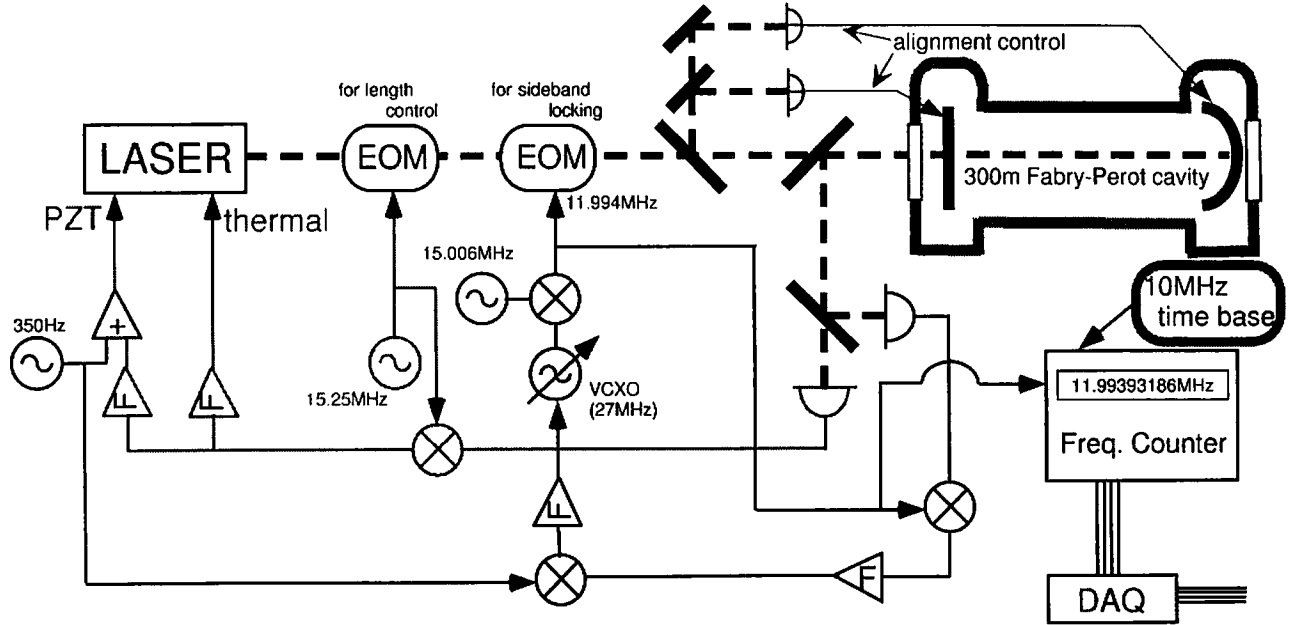 alignment control
for length
control
for sideband
locking
LASER
EOM
EOM
300m Fabry-Perot cavity
PZT
thermal
11.994MHz
15.006MHz
10MHz
time base
350Hz
+
F
F
15.25MHz
VCXO
(27MHz)
11.99393186MHz
Freq. Counter
F
F
DAQ